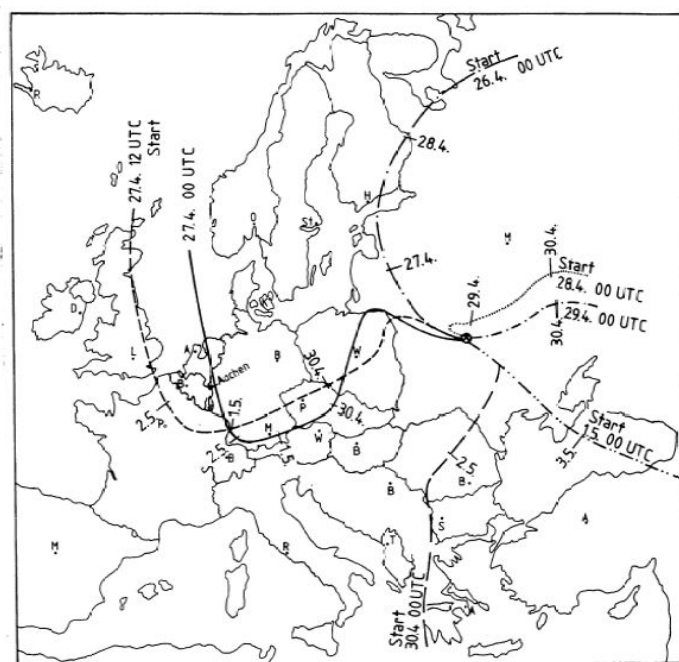 Start
26.4. 00 UTC
27.4. 12 UTC
Start
27.4. 00 UTC
28.4.
R
H
St.
M
27.4.
29.4.
30.4.
Start
28.4. 00 UTC
29.4. 00 UTC
30.4.
D
L
A
B
Aachen
B
W
30.4.
30.4.
P
2.5.
P
1.5.
M
2.5.
B
1.5.
W
B
Start
1.5. 00 UTC
3.5.
2.5.
B
B
S
T
A
M
R
A
Start
30.4. 00 UTC